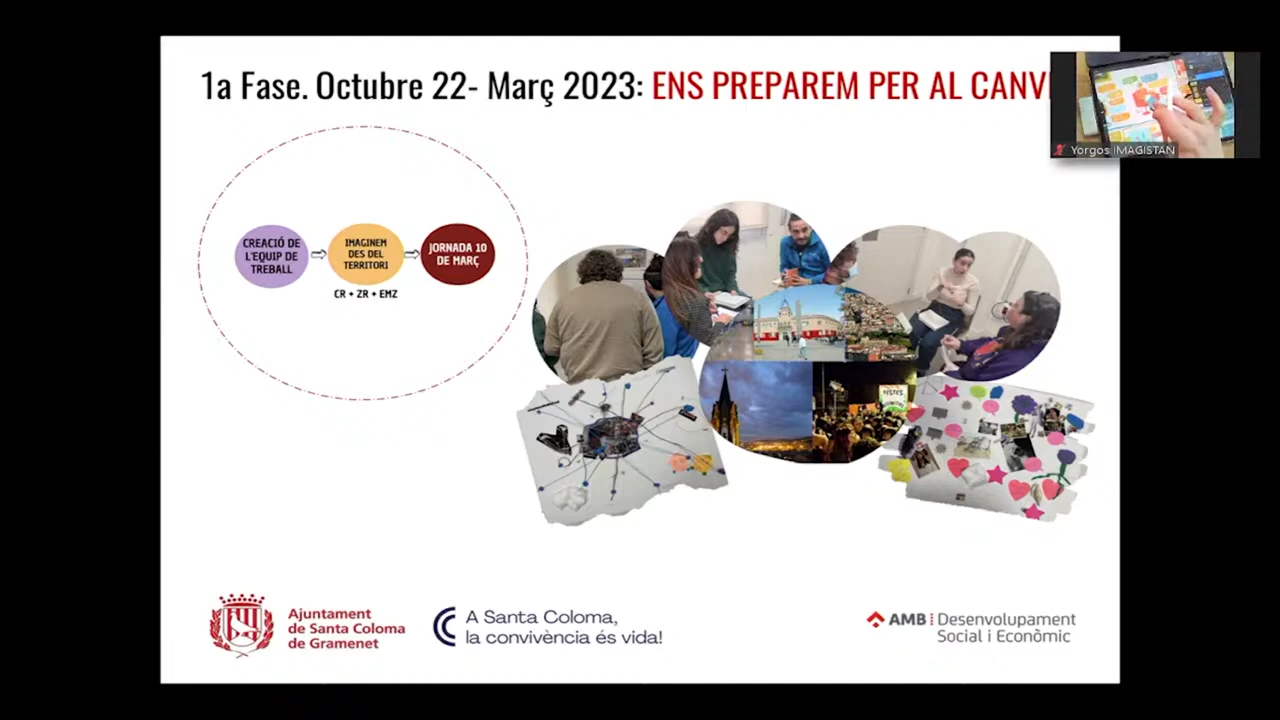 1a Fase. Octubre 22- Març 2023: ENS PREPAREM PER AL
Yorgos IMAGISTAN
CREACIÓ DE
L'EQUIP DE
TREBALL
IMAGINEM
DES DEL
TERRITORI
JORNADA 10
DE MARÇ
CR + ZR + EMZ
FESTES
Ajuntament
de Santa Coloma
de Gramenet
A Santa Coloma,
la convivència és vida!
AMB Desenvolupament
Social i Econòmic